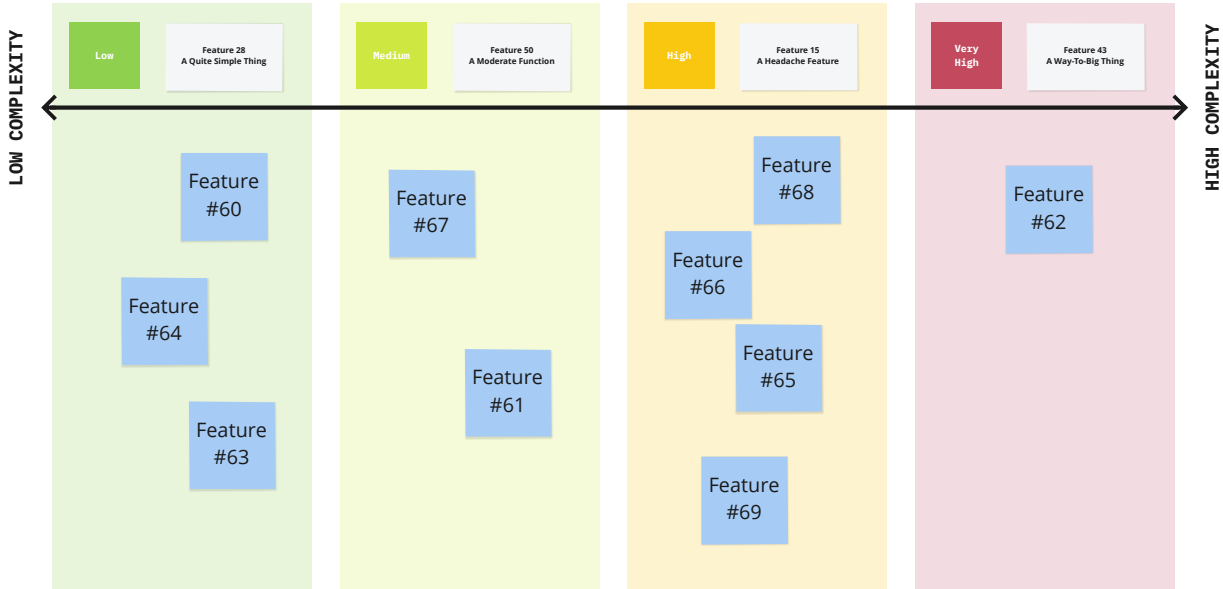 LOW COMPLEXITY
Low
Feature 28
A Quite Simple Thing
Feature
#60
Feature
#64
Feature
#63
Medium
Feature 50
A Moderate Function
Feature
#67
Feature
#61
High
Feature 15
A Headache Feature
Feature
#68
Feature
#66
Feature
#65
Feature
#69
Very
High
Feature 43
A Way-To-Big Thing
Feature
#62
HIGH COMPLEXITY